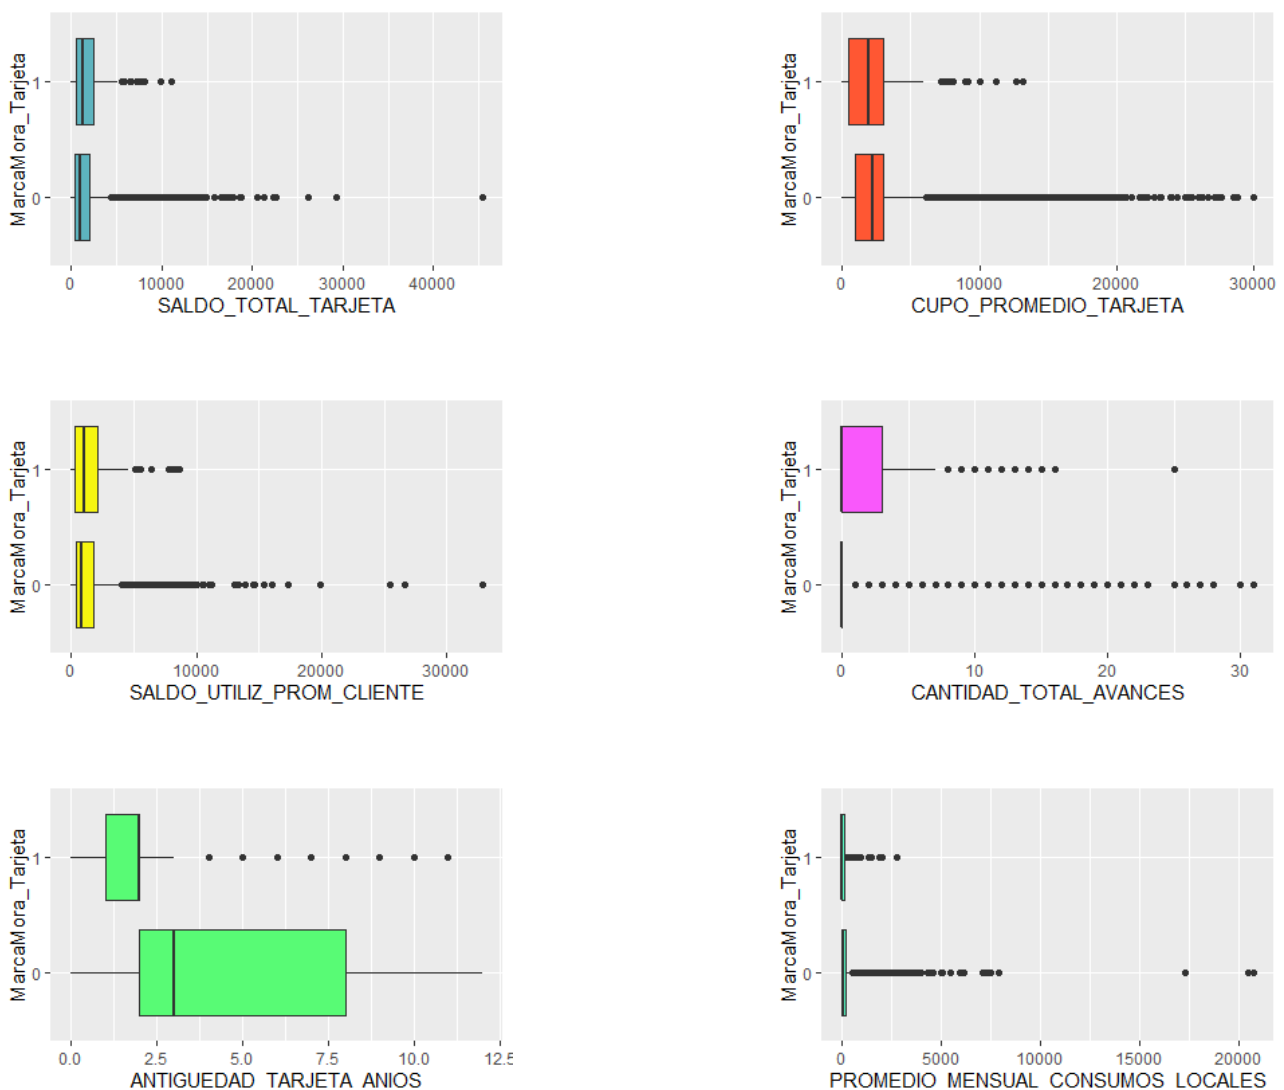 MarcaMora_Tarjeta
1
0
0 10000 20000 30000 40000
SALDO_TOTAL_TARJETA
MarcaMora_Tarjeta
1
0
0 10000 20000 30000
CUPO_PROMEDIO_TARJETA
MarcaMora_Tarjeta
1
0
0 10000 20000 30000
SALDO_UTILIZ_PROM_CLIENTE
MarcaMora_Tarjeta
1
0
0 10 20 30
CANTIDAD_TOTAL_AVANCES
MarcaMora_Tarjeta
1
0
0.0 2.5 5.0 7.5 10.0 12.5
ANTIGUEDAD_TARJETA_ANIOS
MarcaMora_Tarjeta
1
0
0 5000 10000 15000 20000
PROMEDIO_MENSUAL_CONSUMOS_LOCALES